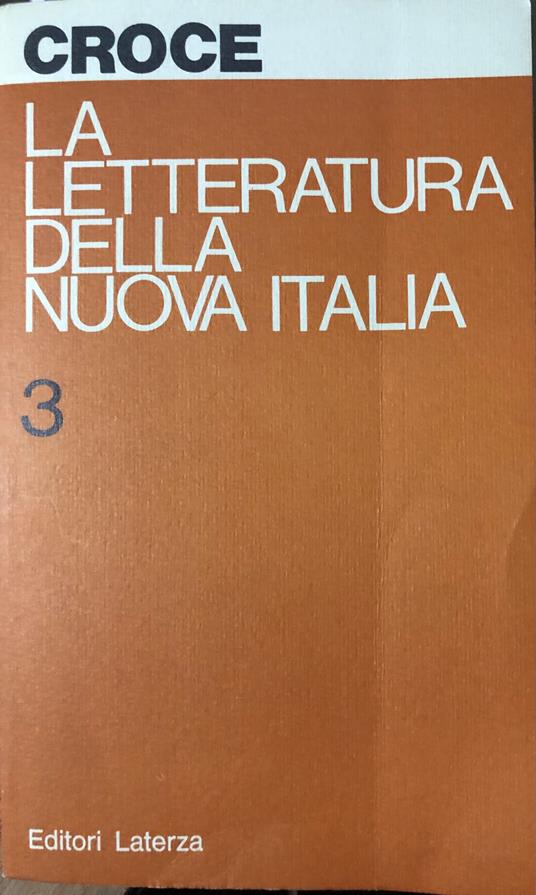 CROCE
LA
LETTERATURA
DELLA
NUOVA ITALIA
3
Editori Laterza